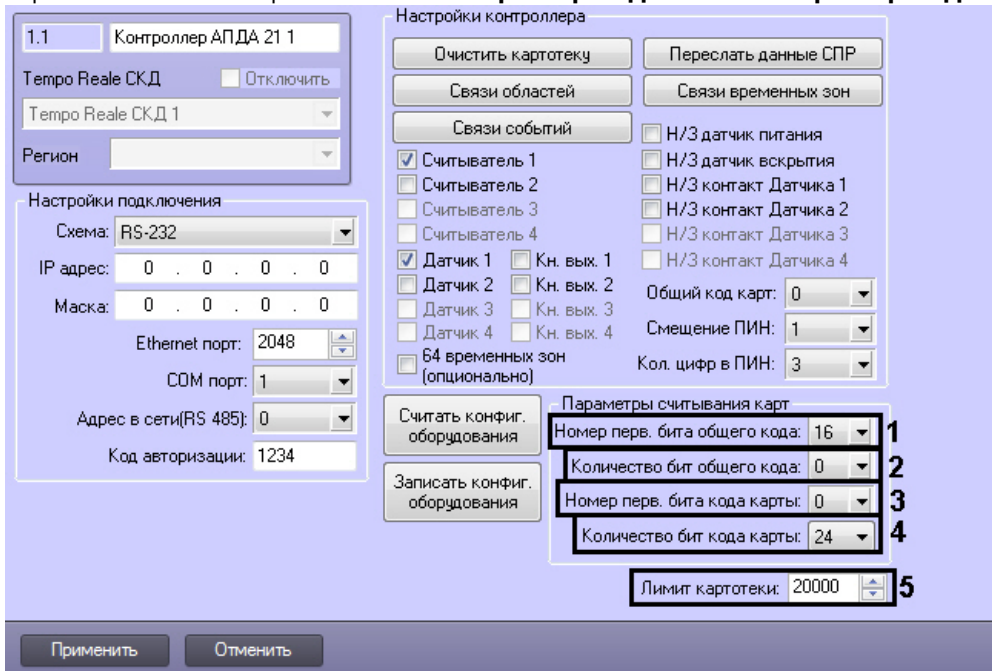 1.1 Контроллер АПДА 21 1
Tempo Reale СКД Отключить
Tempo Reale СКД 1
Регион
Настройки подключения
Схема: RS-232
IP адрес: 0 . 0 . 0 . 0
Маска: 0 . 0 . 0 . 0
Ethernet порт: 2048
COM порт: 1
Адрес в сети(RS 485): 0
Код авторизации: 1234
Настройки контроллера
Очистить картотеку
Переслать данные СПР
Связи областей
Связи временных зон
Связи событий
Считыватель 1
Считыватель 2
Считыватель 3
Считыватель 4
Датчик 1 Кн. вых. 1
Датчик 2 Кн. вых. 2
Датчик 3 Кн. вых. 3
Датчик 4 Кн. вых. 4
64 временных зон
(опционально)
Н/З датчик питания
Н/З датчик вскрытия
Н/З контакт Датчика 1
Н/З контакт Датчика 2
Н/З контакт Датчика 3
Н/З контакт Датчика 4
Общий код карт: 0
Смещение ПИН: 1
Кол. цифр в ПИН: 3
Считать конфиг.
оборудования
Записать конфиг.
оборудования
Параметры считывания карт
Номер перв. бита общего кода: 16 1
Количество бит общего кода: 0 2
Номер перв. бита кода карты: 0 3
Количество бит кода карты: 24 4
Лимит картотеки: 20000 5
Применить Отменить